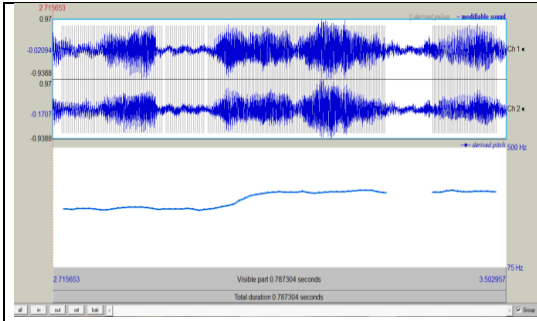 2.715653
derived pulses modifiable sound
0.97
-0.02094 Ch 1
-0.9388
0.97
-0.1707 Ch 2
-0.9388
derived pitch
500 Hz
75 Hz
2.715653 Visible part 0.787304 seconds 3.502957
Total duration 0.787304 seconds
all in out sel bak Group